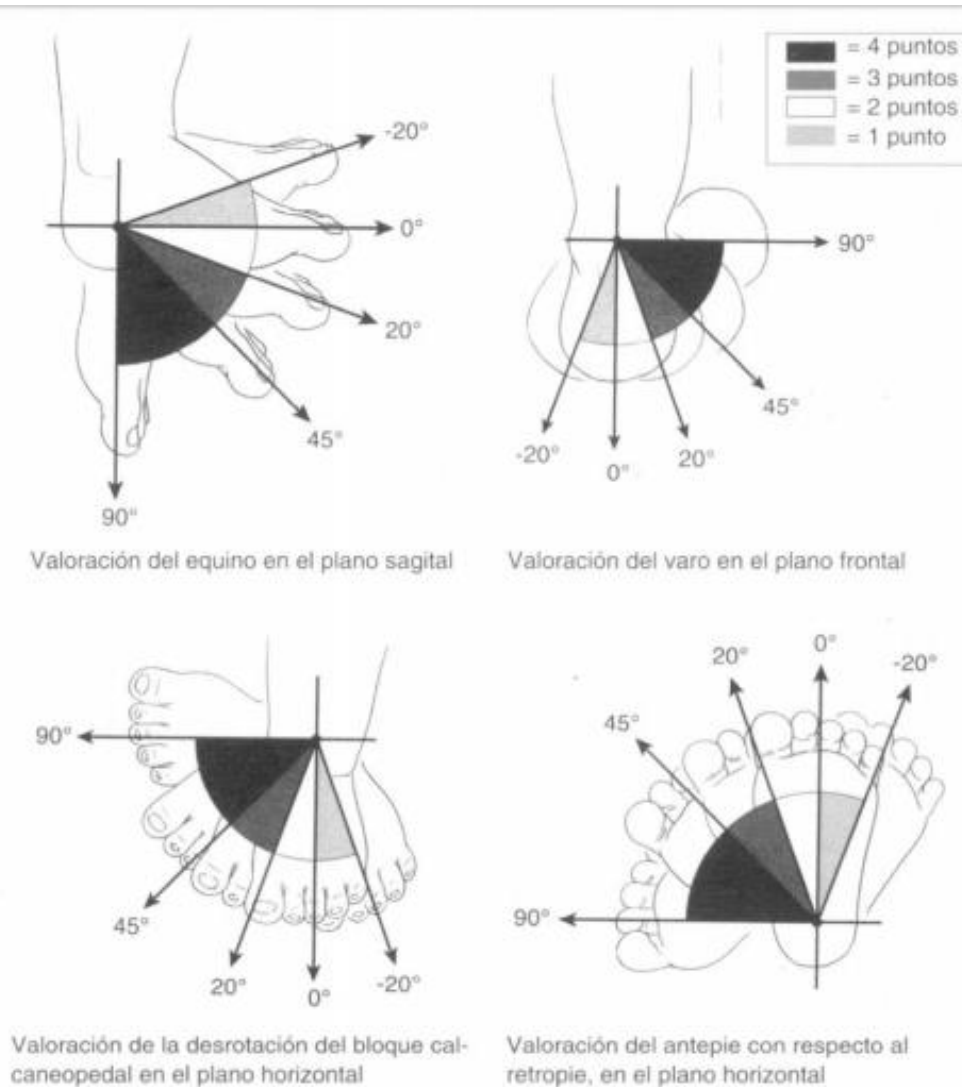 = 4 puntos
= 3 puntos
= 2 puntos
= 1 punto
-20°
0°
20°
45°
90°
Valoración del equino en el plano sagital
90°
45°
20°
0°
-20°
Valoración del varo en el plano frontal
90°
45°
20°
0°
-20°
Valoración de la desrotación del bloque cal-
caneopedal en el plano horizontal
0°
20°
-20°
45°
90°
Valoración del antepie con respecto al
retropie, en el plano horizontal